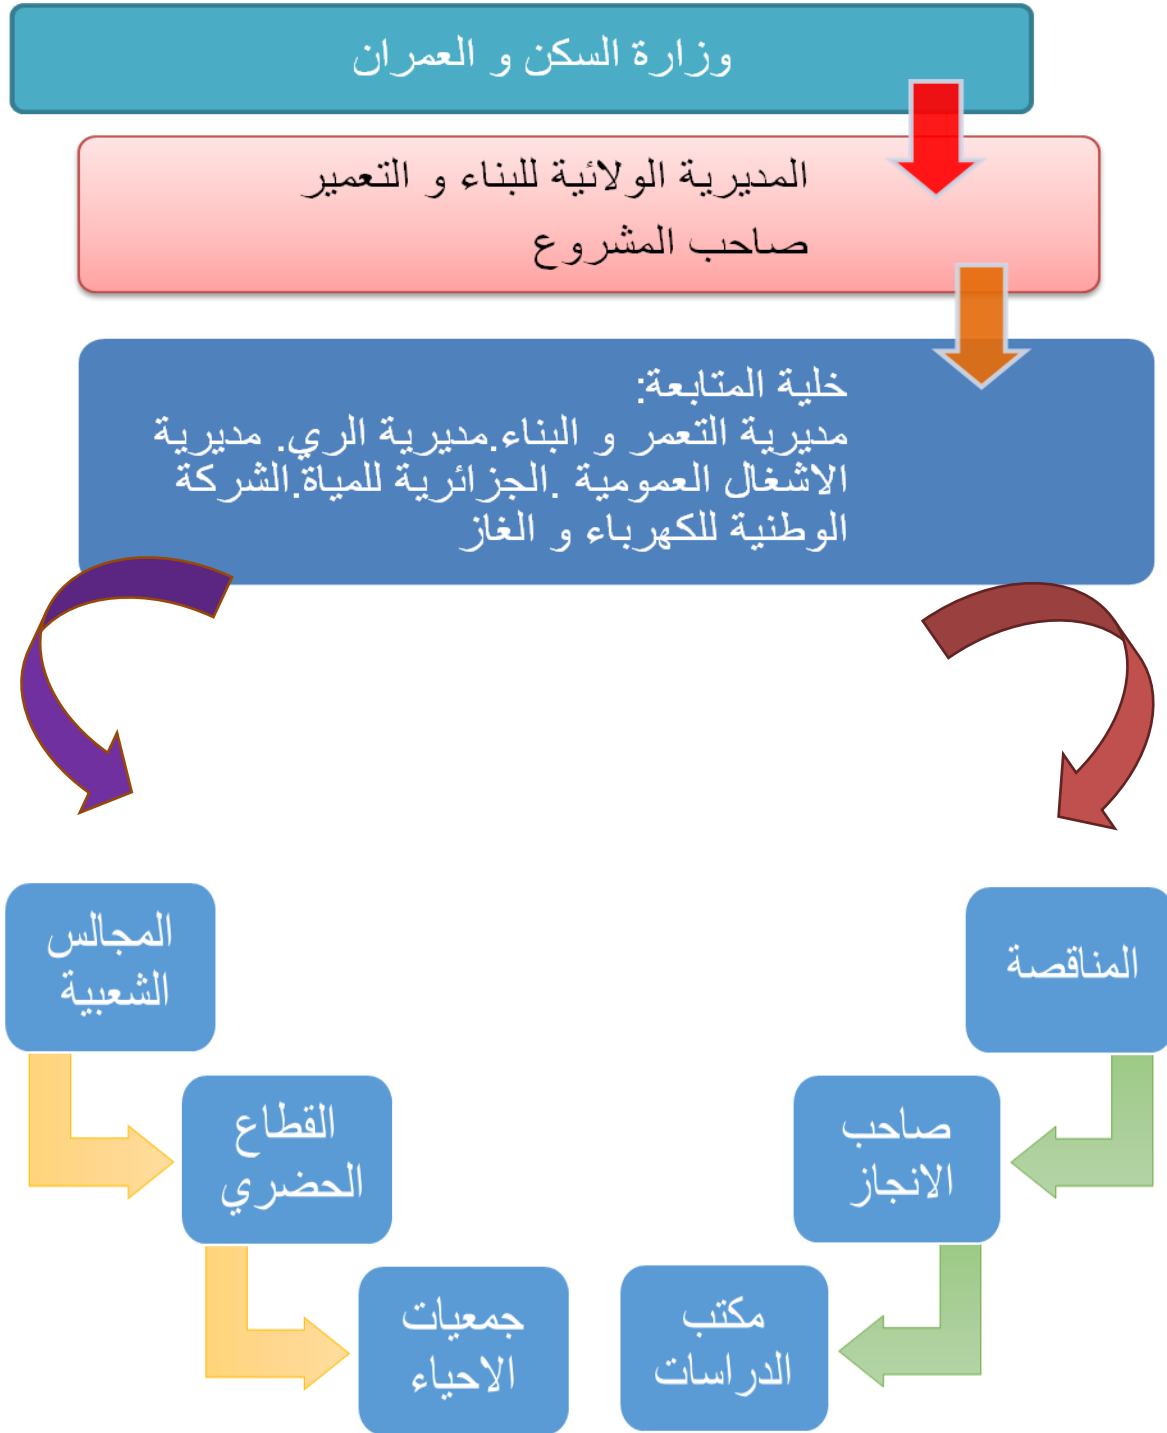 وزارة السكن و العمران
المديرية الولائية للبناء و التعمير
صاحب المشروع
خلية المتابعة:
مديرية التعمر و البناء.مديرية الري. مديرية
الاشغال العمومية .الجزائرية للمياة.الشركة
الوطنية للكهرباء و الغاز
المناقصة
صاحب
الانجاز
مكتب
الدراسات
المجالس
الشعبية
القطاع
الحضري
جمعيات
الاحياء